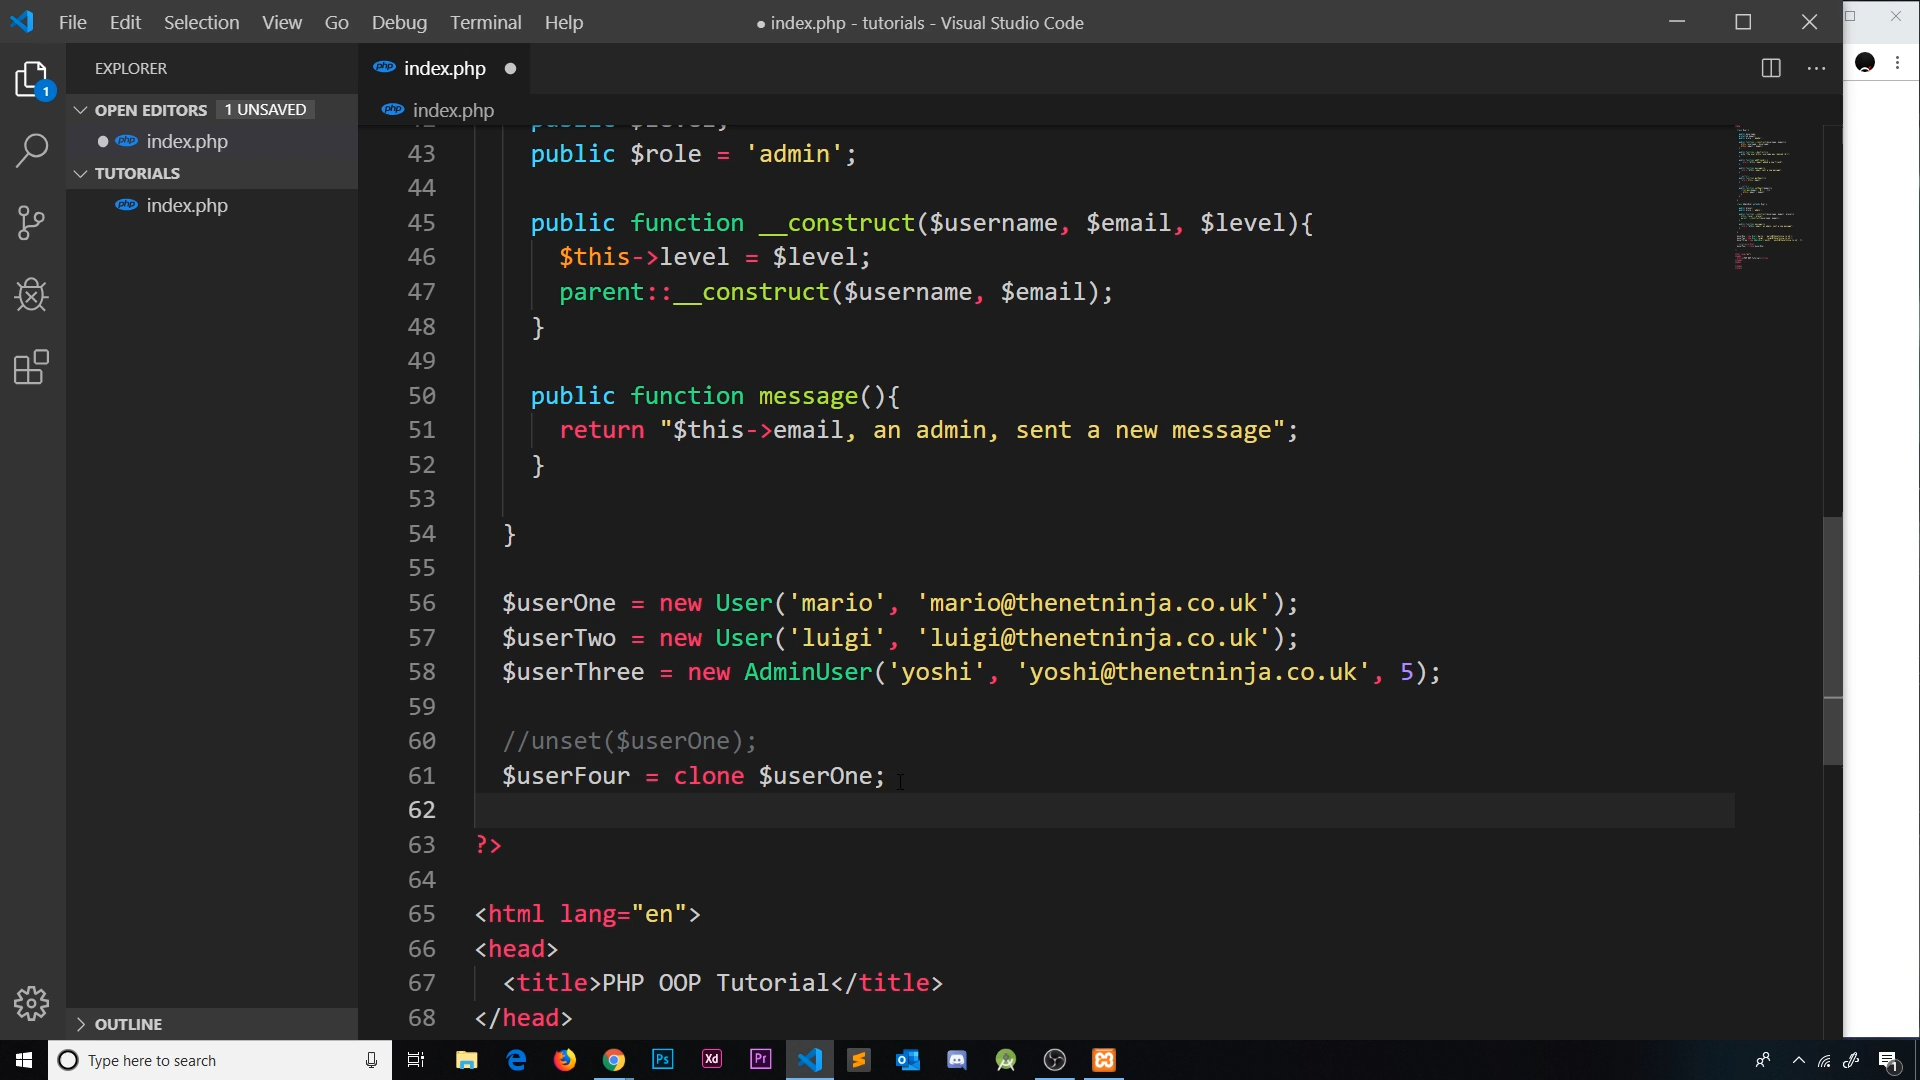 File Edit Selection View Go Debug Terminal Help
● index.php - tutorials - Visual Studio Code
EXPLORER
OPEN EDITORS 1 UNSAVED
index.php
TUTORIALS
index.php
OUTLINE
1
index.php
index.php
43 public $role = 'admin';
44
45 public function __construct($username, $email, $level){
46 $this->level = $level;
47 parent::__construct($username, $email);
48 }
49
50 public function message(){
51 return "$this->email, an admin, sent a new message";
52 }
53
54 }
55
56 $userOne = new User('mario', 'mario@thenetninja.co.uk');
57 $userTwo = new User('luigi', 'luigi@thenetninja.co.uk');
58 $userThree = new AdminUser('yoshi', 'yoshi@thenetninja.co.uk', 5);
59
60 //unset($userOne);
61 $userFour = clone $userOne;
62
63 ?>
64
65 <html lang="en">
66 <head>
67 <title>PHP OOP Tutorial</title>
68 </head>
Type here to search
Ps
Xd
Pr
1